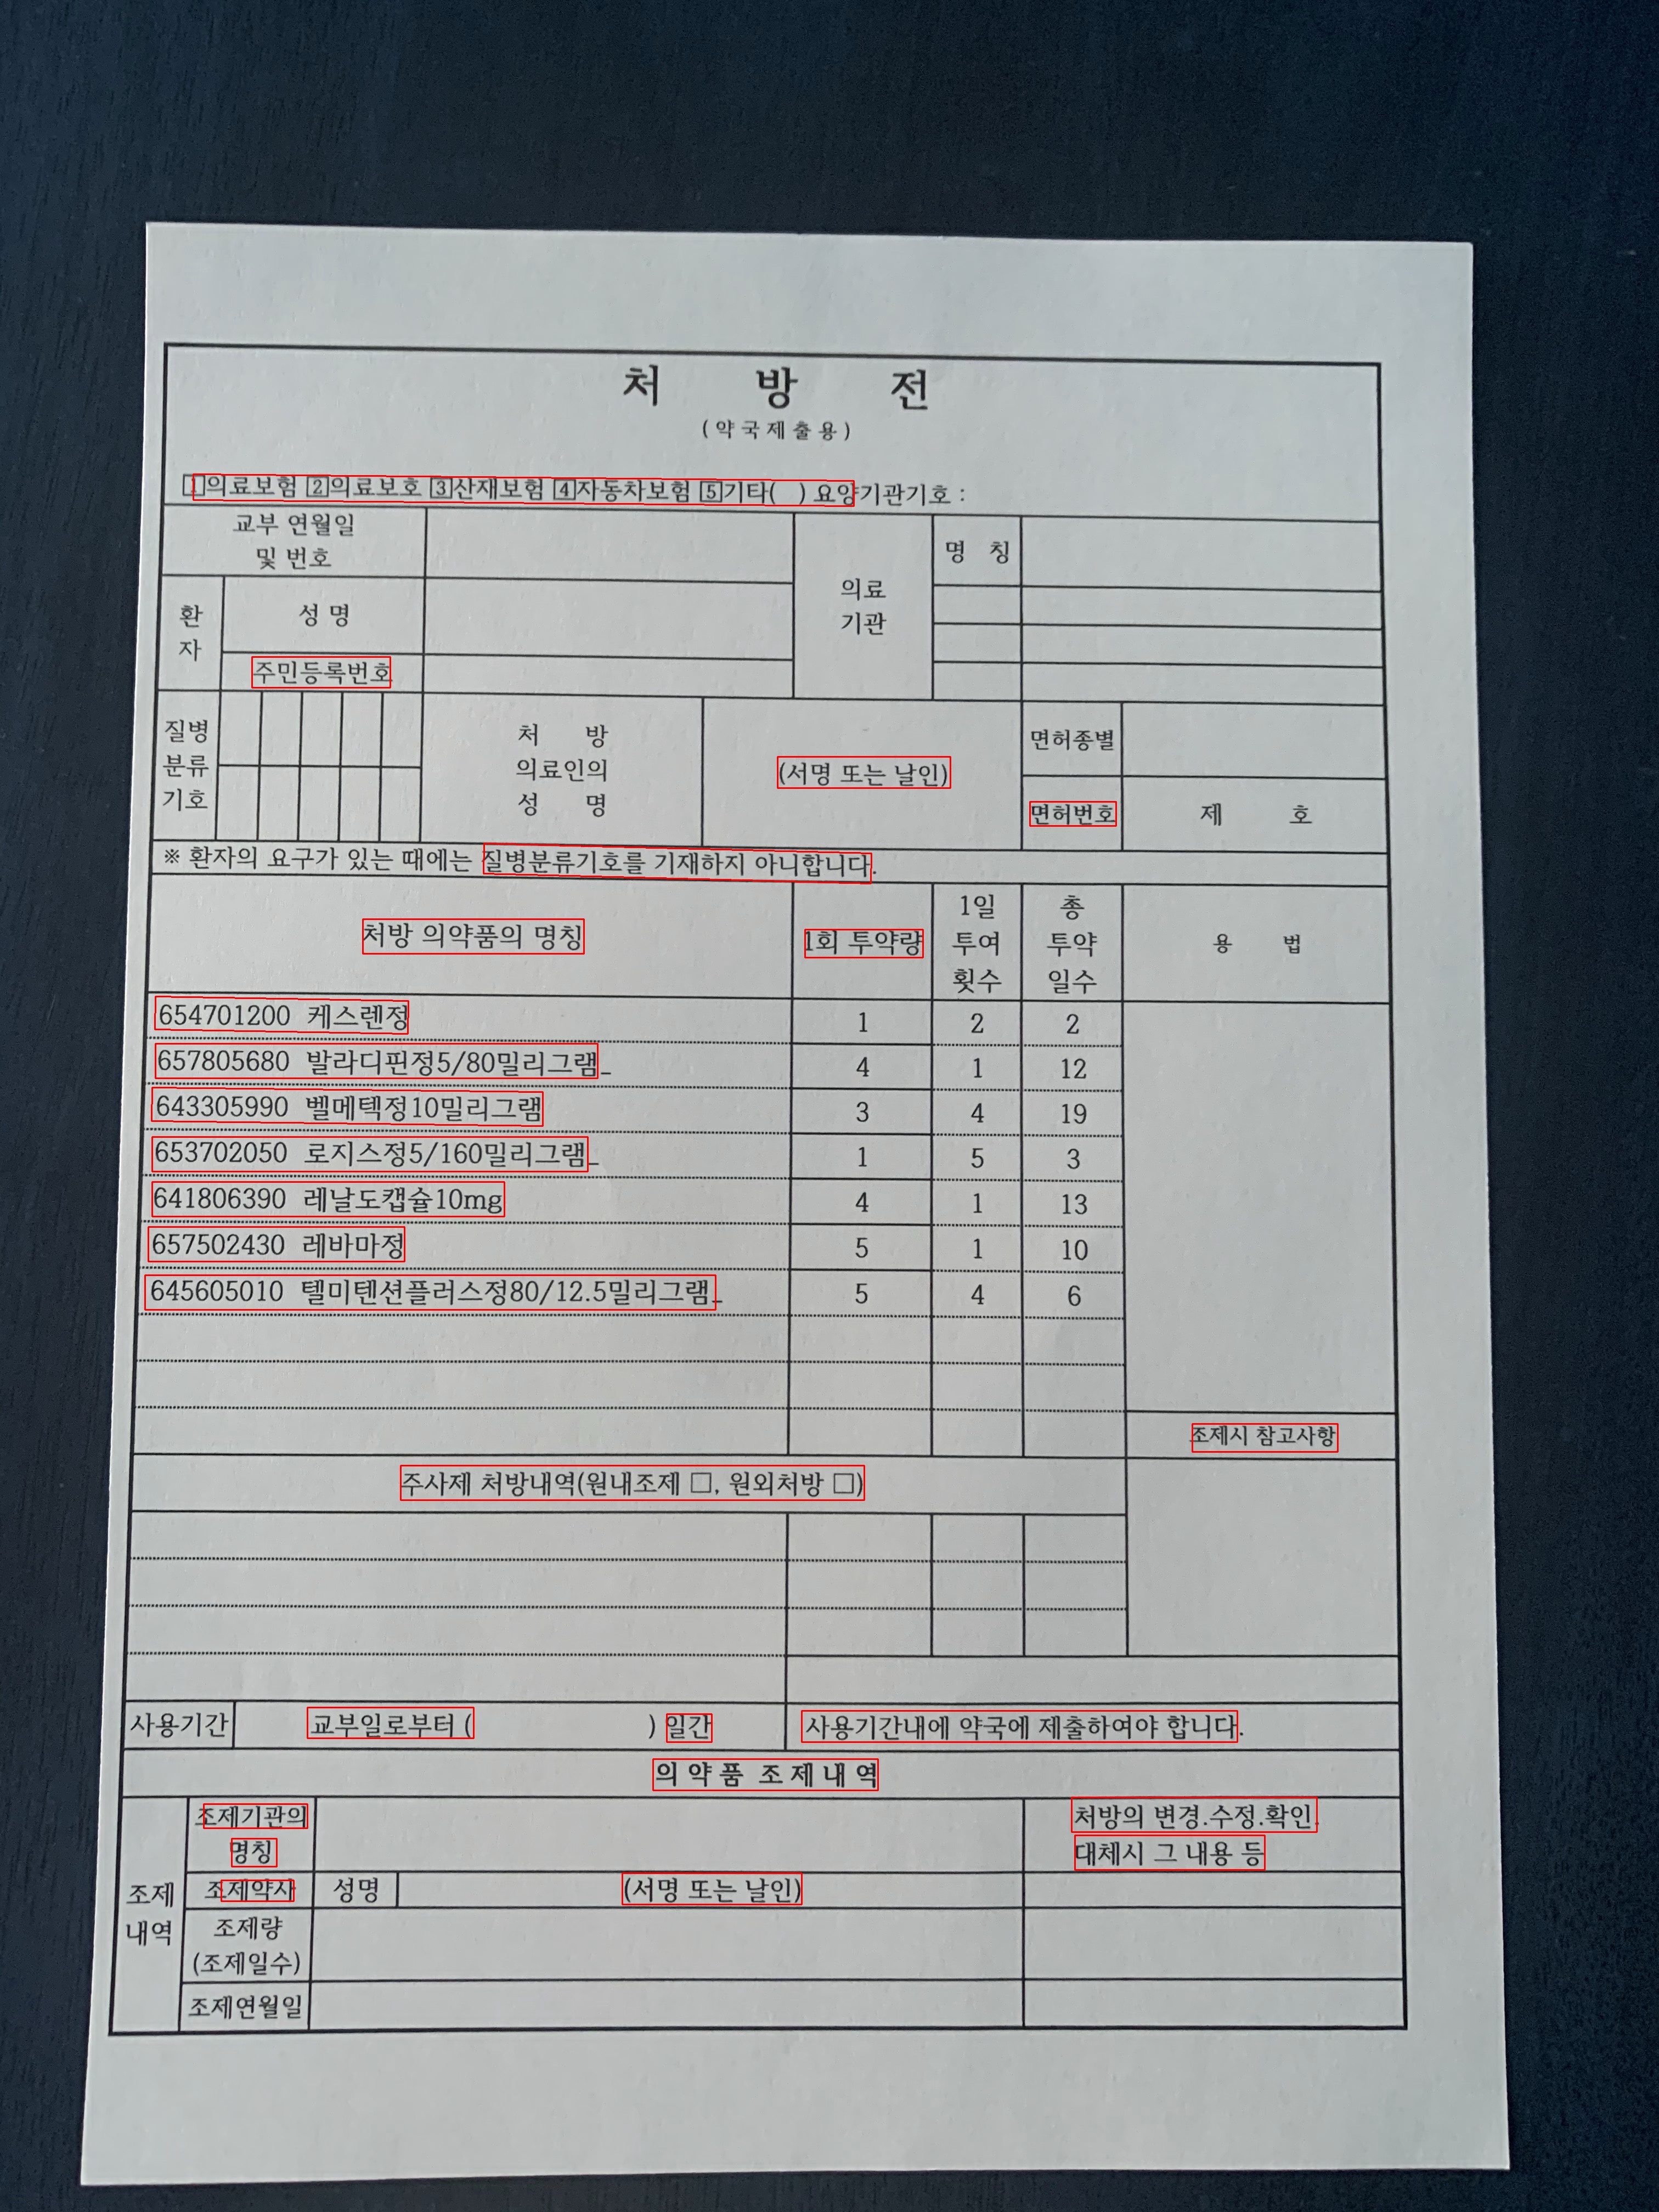 처 방 전
(약국제출용)
1의료보험 2의료보호 3산재보험 4자동차보험 5기타( ) 요양기관기호 :
교부 연월일
및 번호
의료
기관
명 칭
환
자
성 명
주민등록번호
질병
분류
기호
처 방
의료인의
성 명
(서명 또는 날인)
면허종별
면허번호
제 호
※ 환자의 요구가 있는 때에는 질병분류기호를 기재하지 아니합니다.
처방 의약품의 명칭
1회 투약량
1일
투여
횟수
총
투약
일수
용 법
654701200 케스렌정 1 2 2
657805680 발라디핀정5/80밀리그램_ 4 1 12
643305990 벨메텍정10밀리그램 3 4 19
653702050 로지스정5/160밀리그램_ 1 5 3
641806390 레날도캡슐10mg 4 1 13
657502430 레바마정 5 1 10
645605010 텔미텐션플러스정80/12.5밀리그램_ 5 4 6
조제시 참고사항
주사제 처방내역(원내조제 □, 원외처방 □)
사용기간 교부일로부터 ( ) 일간 사용기간내에 약국에 제출하여야 합니다.
의 약 품 조 제 내 역
조제
내역
조제기관의
명칭
처방의 변경.수정.확인.
대체시 그 내용 등
조제약사 성명 (서명 또는 날인)
조제량
(조제일수)
조제연월일